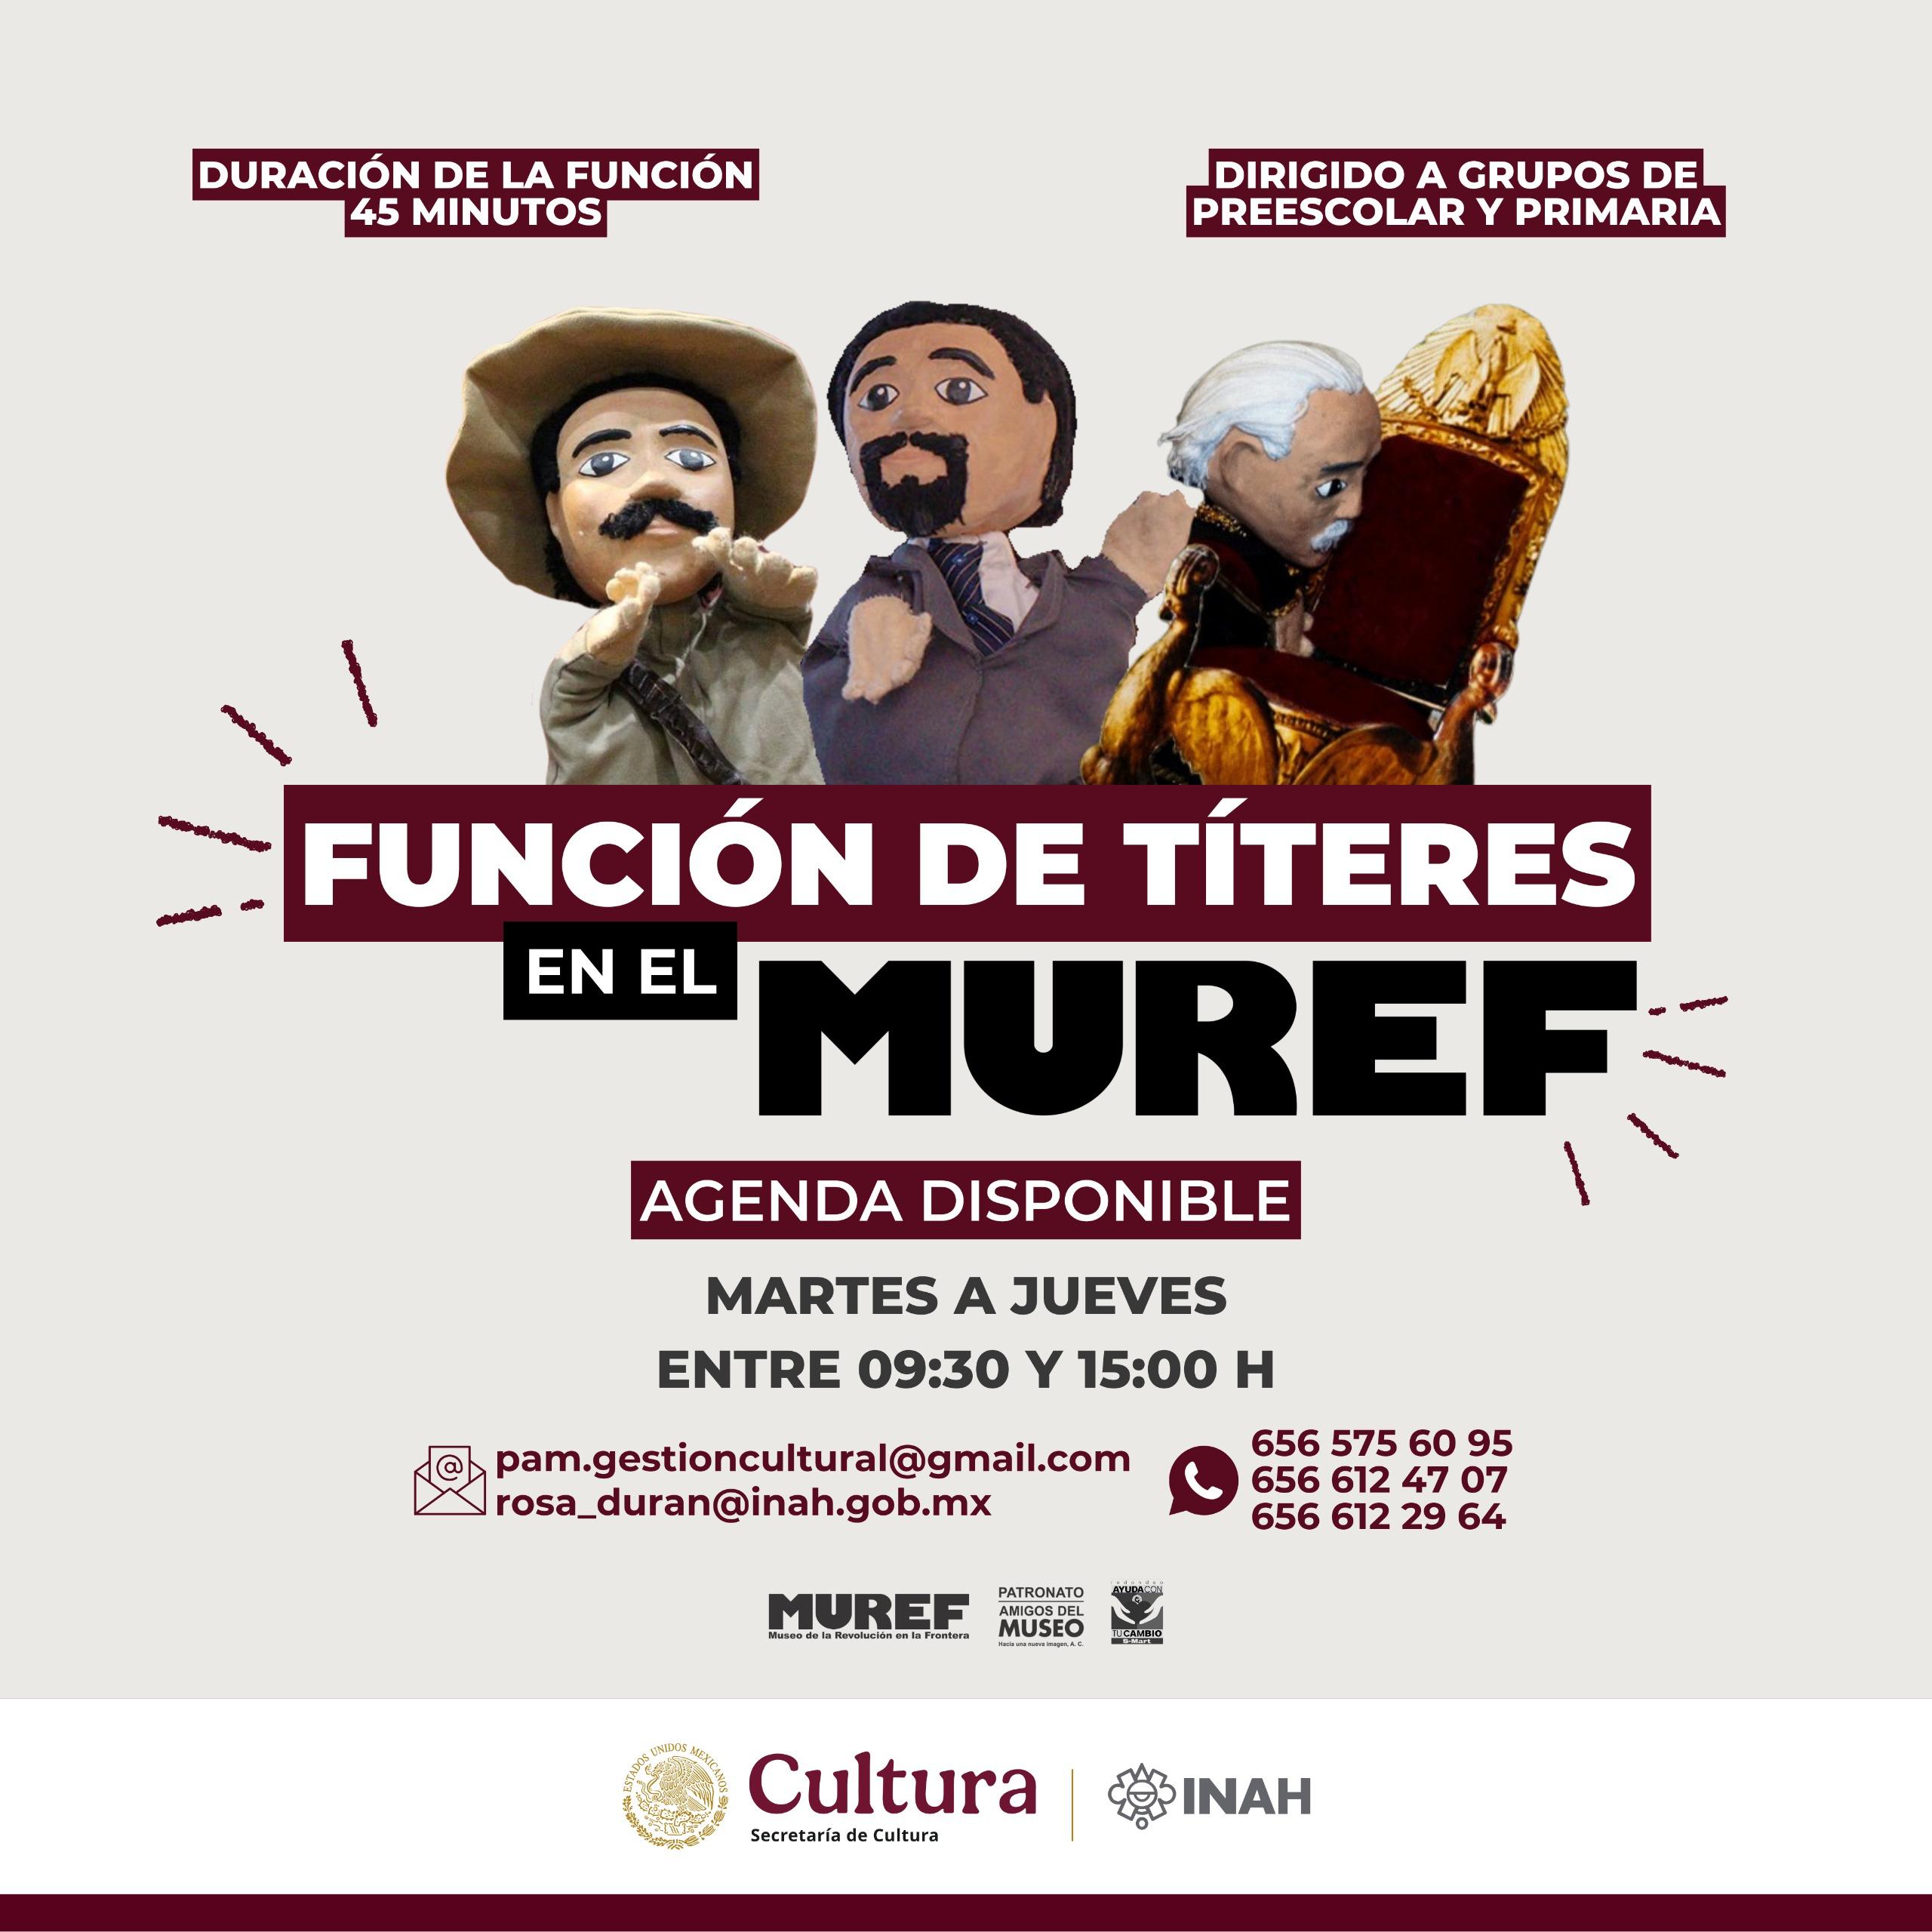 DURACIÓN DE LA FUNCIÓN
45 MINUTOS
DIRIGIDO A GRUPOS DE
PREESCOLAR Y PRIMARIA
FUNCIÓN DE TÍTERES
EN EL
MUREF
AGENDA DISPONIBLE
MARTES A JUEVES
ENTRE 09:30 Y 15:00 H
pam.gestioncultural@gmail.com
rosa_duran@inah.gob.mx
656 575 60 95
656 612 47 07
656 612 29 64
MUREF
Museo de la Revolución en la Frontera
PATRONATO
AMIGOS DEL
MUSEO
Hacia una nueva imagen, A. C.
AYUDA CON
TU CAMBIO
S-Mart
ESTADOS UNIDOS MEXICANOS
Cultura
Secretaría de Cultura
INAH